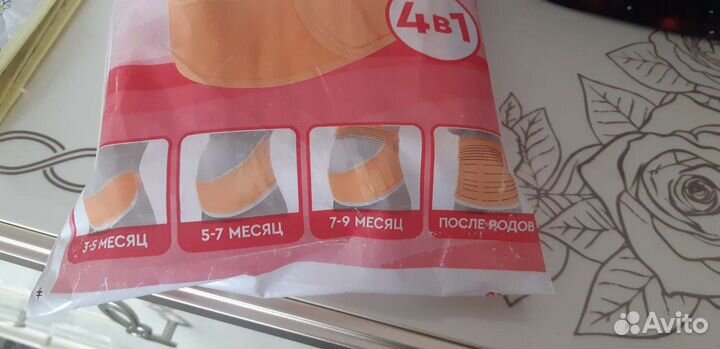 4в1
3-5 МЕСЯЦ
5-7 МЕСЯЦ
7-9 МЕСЯЦ
ПОСЛЕ РОДОВ
Avito